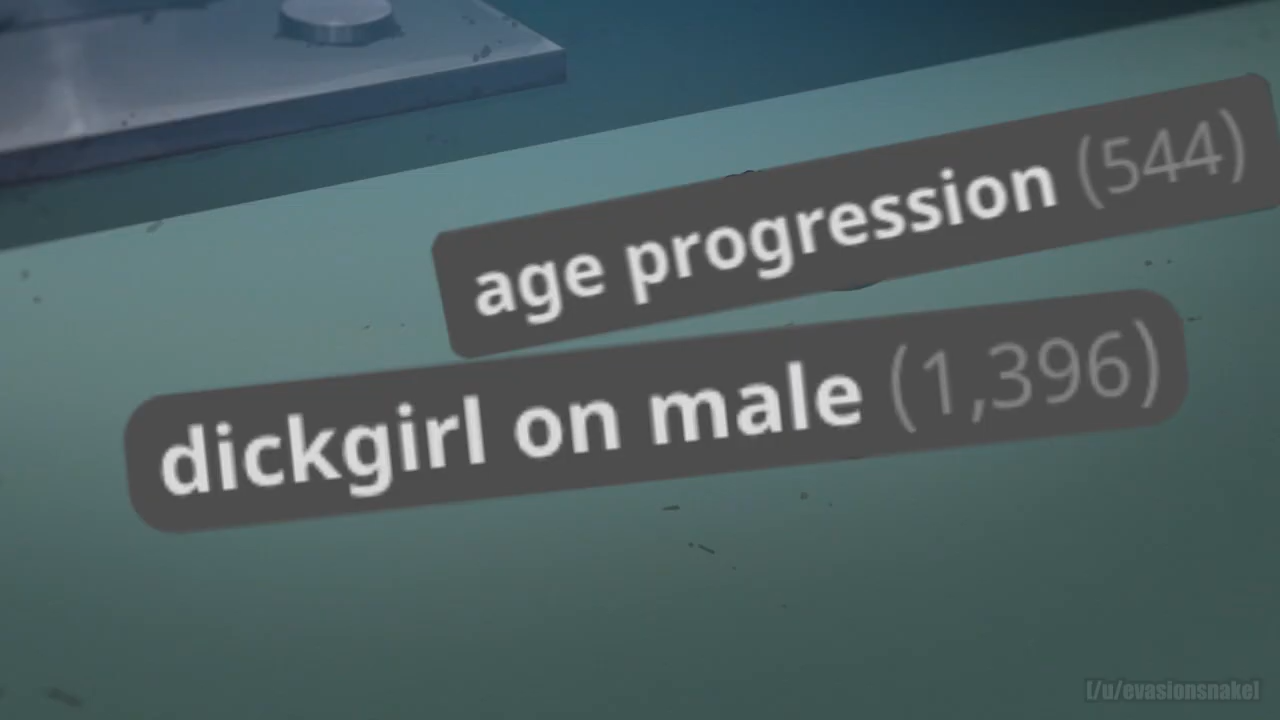 age progression (544)
dickgirl on male (1,396)
[/u/evasionsnake]